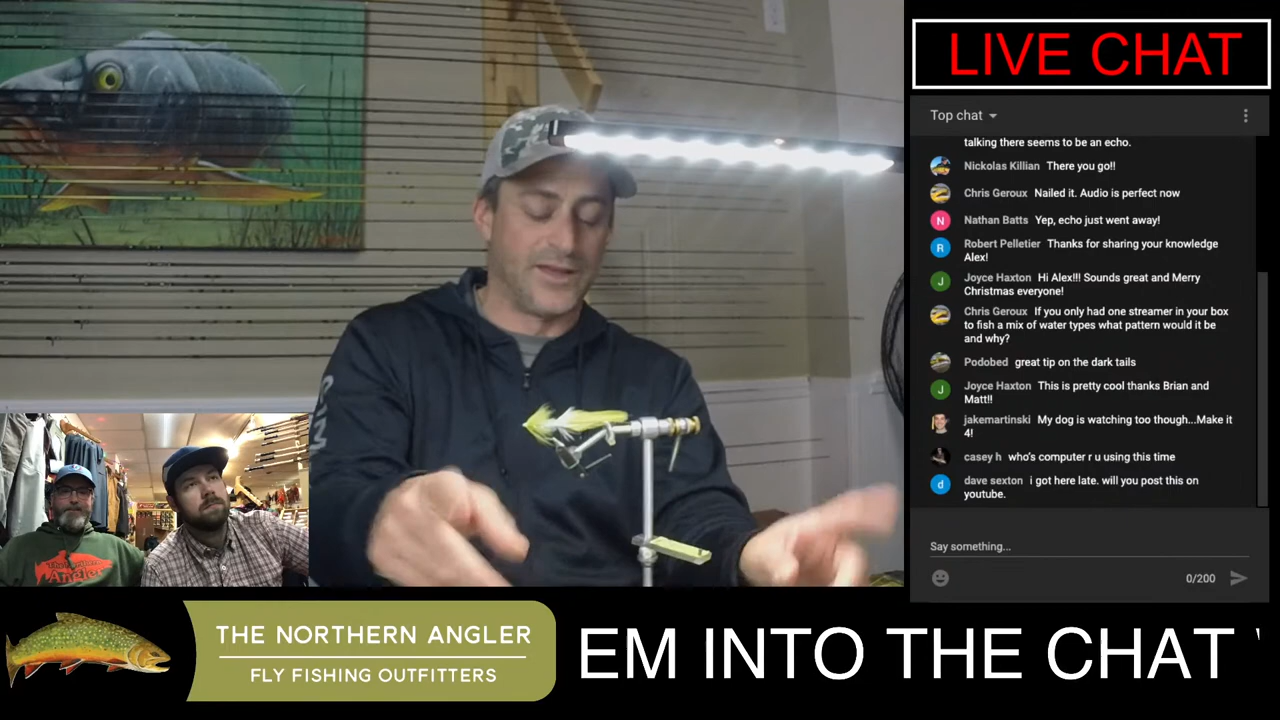 LIVE CHAT
Top chat
talking there seems to be an echo.
Nickolas Killian There you go!!
Chris Geroux Nailed it. Audio is perfect now
N
Nathan Batts Yep, echo just went away!
R
Robert Pelletier Thanks for sharing your knowledge
Alex!
J
Joyce Haxton Hi Alex!!! Sounds great and Merry
Christmas everyone!
Chris Geroux If you only had one streamer in your box
to fish a mix of water types what pattern would it be
and why?
Podobed great tip on the dark tails
J
Joyce Haxton This is pretty cool thanks Brian and
Matt!!
jakemartinski My dog is watching too though...Make it
4!
casey h who's computer r u using this time
d
dave sexton i got here late. will you post this on
youtube.
Say something...
0/200
Angler
THE NORTHERN ANGLER
FLY FISHING OUTFITTERS
EM INTO THE CHAT